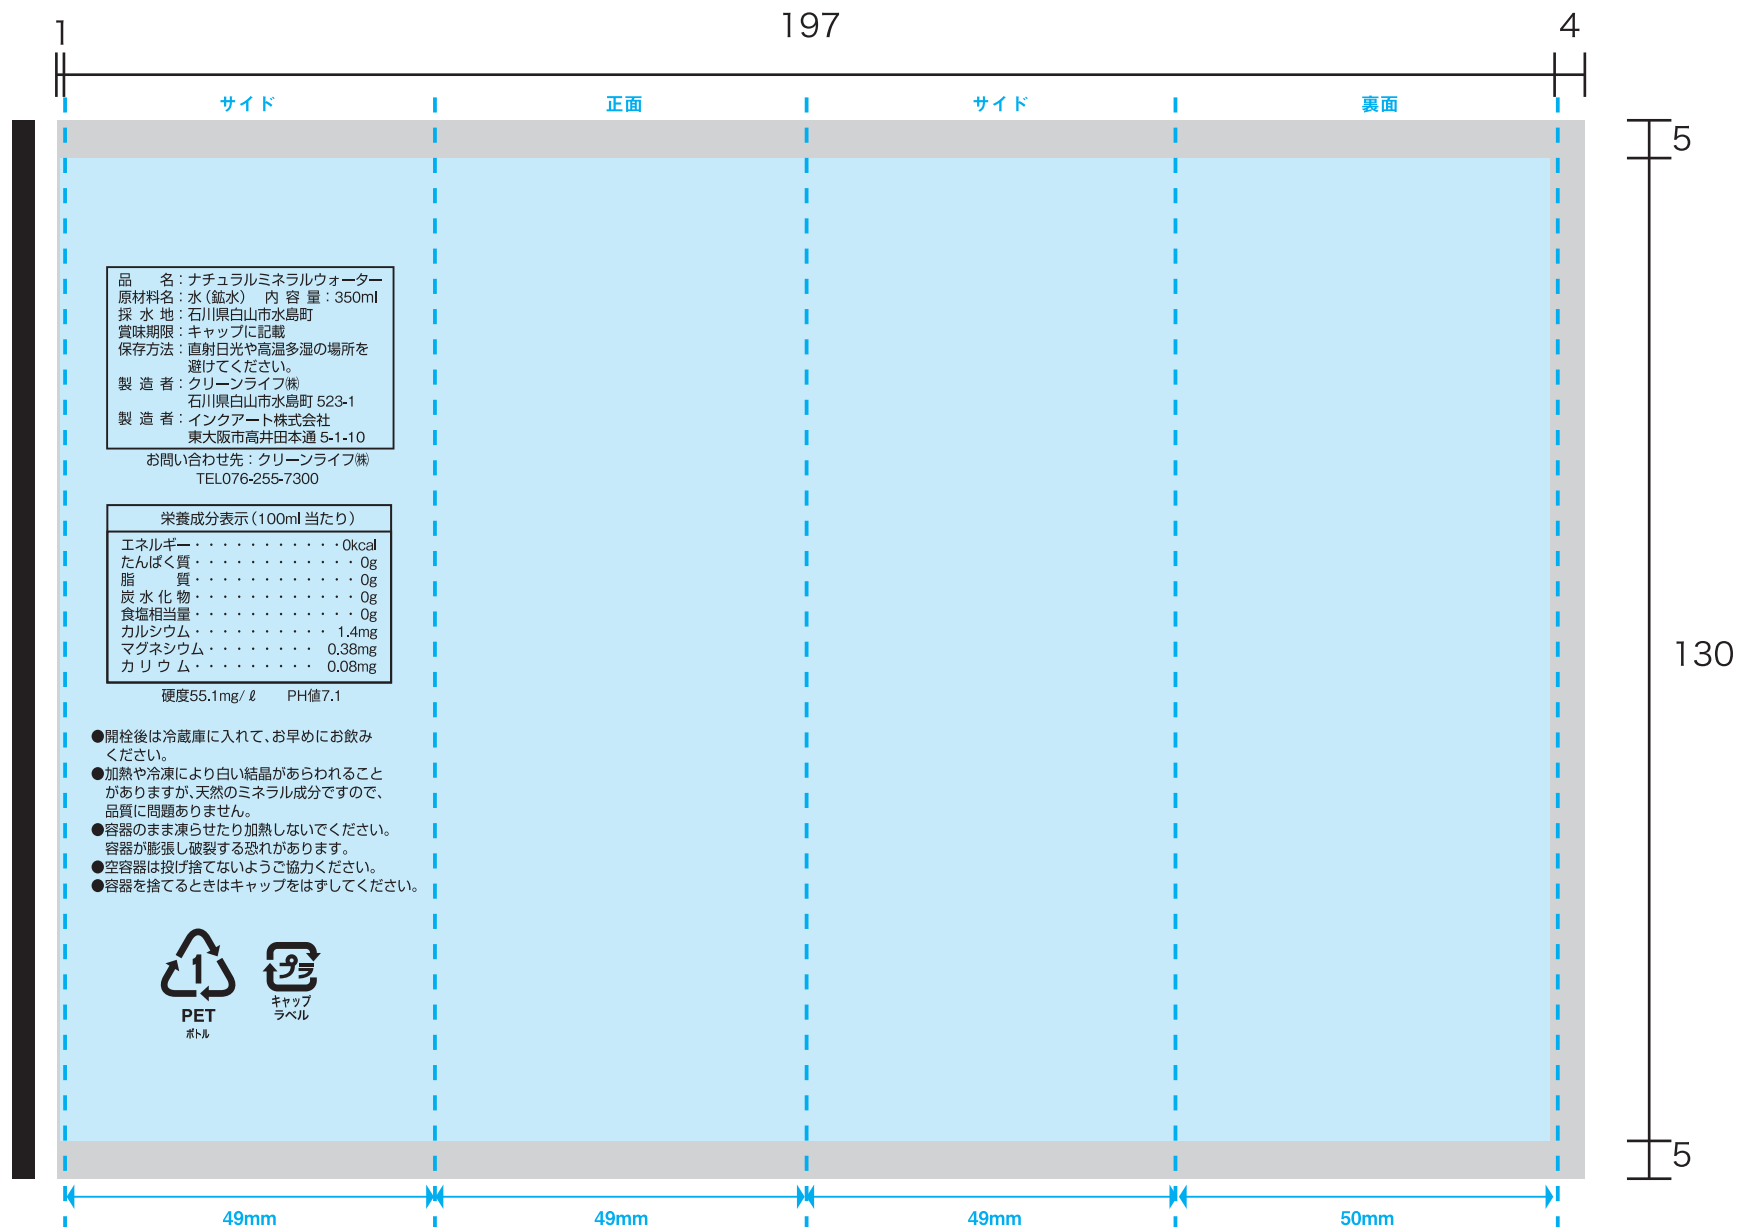 1
197
4
サイド
正面
サイド
裏面
5
品　　名：ナチュラルミネラルウォーター
原材料名：水（鉱水）　内 容 量：350ml
採 水 地：石川県白山市水島町
賞味期限：キャップに記載
保存方法：直射日光や高温多湿の場所を
避けてください。
製 造 者：クリーンライフ㈱
石川県白山市水島町 523-1
製 造 者：インクアート株式会社
東大阪市高井田本通 5-1-10
お問い合わせ先：クリーンライフ㈱
TEL076-255-7300
栄養成分表示（100ml 当たり）
エネルギー・・・・・・・・・・・0kcal
たんぱく質・・・・・・・・・・・・0g
脂　　質・・・・・・・・・・・・0g
炭 水 化 物・・・・・・・・・・・・0g
食塩相当量・・・・・・・・・・・・0g
カルシウム・・・・・・・・・・1.4mg
マグネシウム・・・・・・・・0.38mg
カ リ ウ ム・・・・・・・・・0.08mg
硬度55.1mg/ℓ　PH値7.1
●開栓後は冷蔵庫に入れて、お早めにお飲み
ください。
●加熱や冷凍により白い結晶があらわれること
がありますが、天然のミネラル成分ですので、
品質に問題ありません。
●容器のまま凍らせたり加熱しないでください。
容器が膨張し破裂する恐れがあります。
●空容器は投げ捨てないようご協力ください。
●容器を捨てるときはキャップをはずしてください。
130
1
PET
ボトル
プラ
キャップ
ラベル
5
49mm
49mm
49mm
50mm